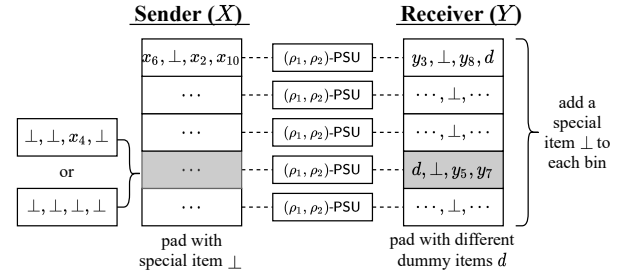 Sender (X) Receiver (Y)
x₆, ⊥, x₂, x₁₀ (ρ₁, ρ₂)-PSU y₃, ⊥, y₈, d
⋯ (ρ₁, ρ₂)-PSU ⋯, ⊥, ⋯
⋯ (ρ₁, ρ₂)-PSU ⋯, ⊥, ⋯
⋯ (ρ₁, ρ₂)-PSU d, ⊥, y₅, y₇
⋯ (ρ₁, ρ₂)-PSU ⋯, ⊥, ⋯
⊥, ⊥, x₄, ⊥
or
⊥, ⊥, ⊥, ⊥
add a
special
item ⊥ to
each bin
pad with
special item ⊥
pad with different
dummy items d